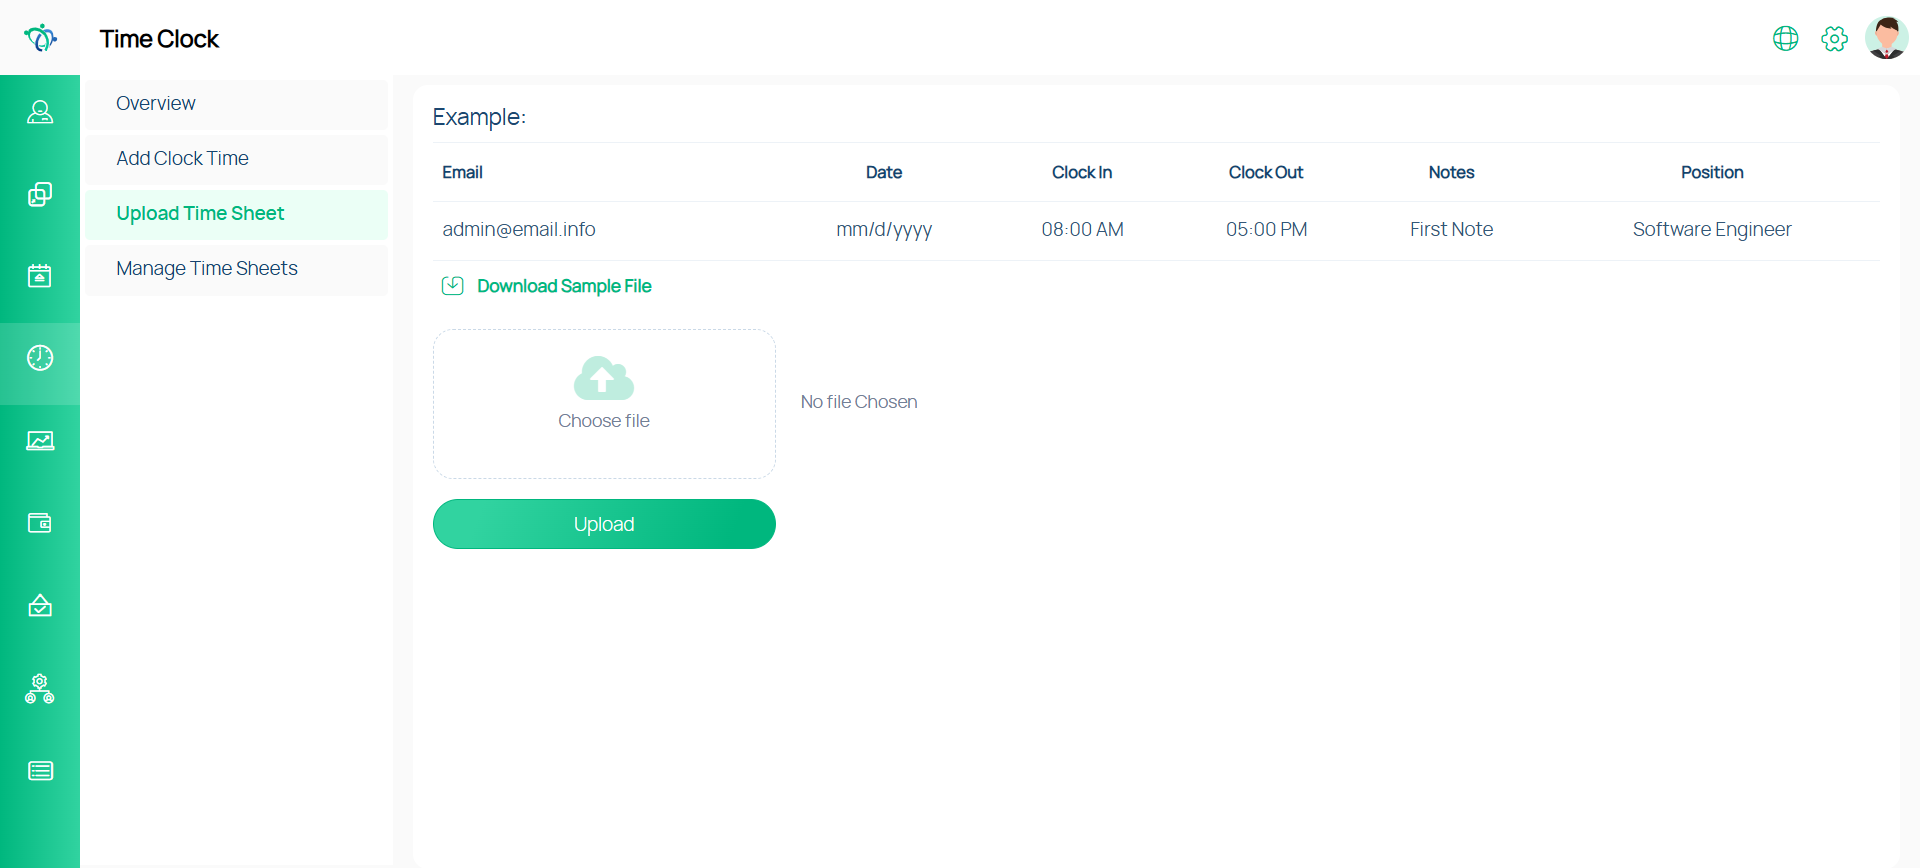 Time Clock
Overview
Add Clock Time
Upload Time Sheet
Manage Time Sheets
Example:
Email Date Clock In Clock Out Notes Position
admin@email.info mm/d/yyyy 08:00 AM 05:00 PM First Note Software Engineer
Download Sample File
Choose file
No file Chosen
Upload